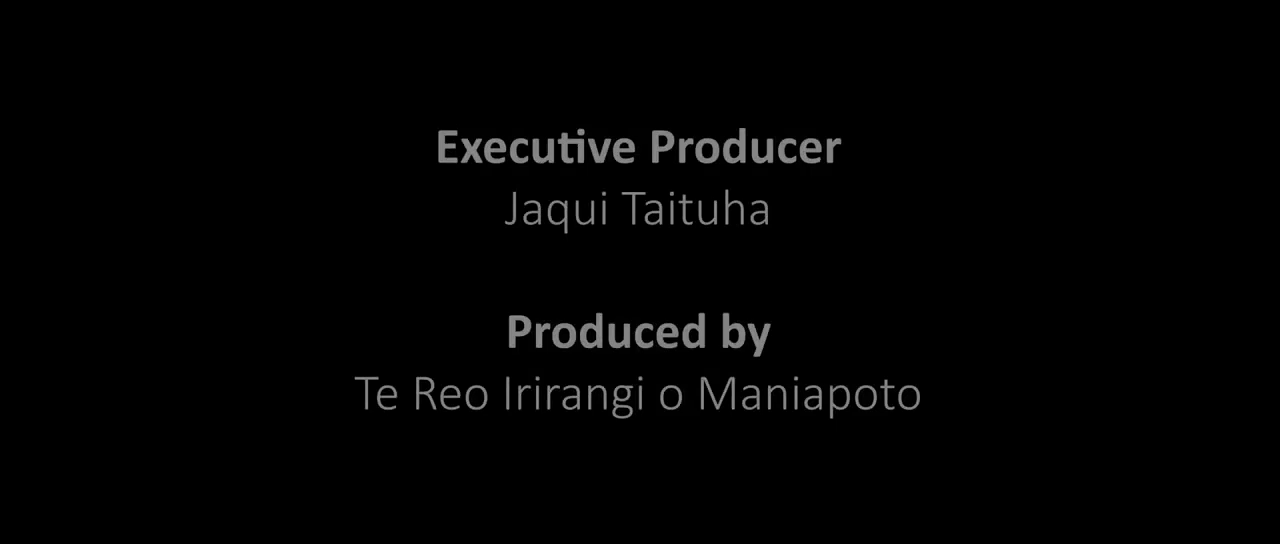 Executive Producer
Jaqui Taituha
Produced by
Te Reo Irirangi o Maniapoto